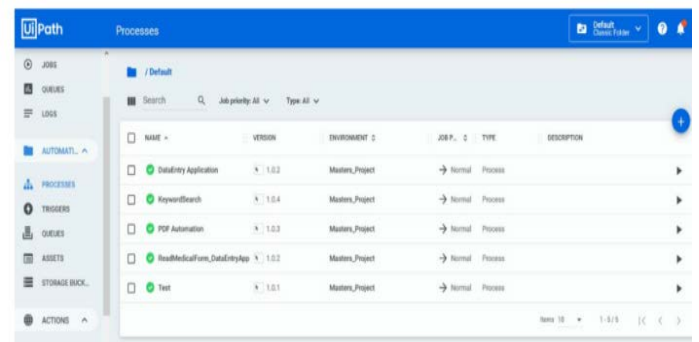 UiPath Processes Default
Classic Folder
JOBS
QUEUES
LOGS
AUTOMATI...
PROCESSES
TRIGGERS
QUEUES
ASSETS
STORAGE BUCK...
ACTIONS
/ Default
Search Job priority: All Type: All
NAME VERSION ENVIRONMENT JOB P... TYPE DESCRIPTION
DataEntry Application 1.0.2 Masters_Project Normal Process
KeywordSearch 1.0.4 Masters_Project Normal Process
PDF Automation 1.0.3 Masters_Project Normal Process
ReadMedicalForm_DataEntryApp 1.0.2 Masters_Project Normal Process
Test 1.0.1 Masters_Project Normal Process
Items 10 1-5/5